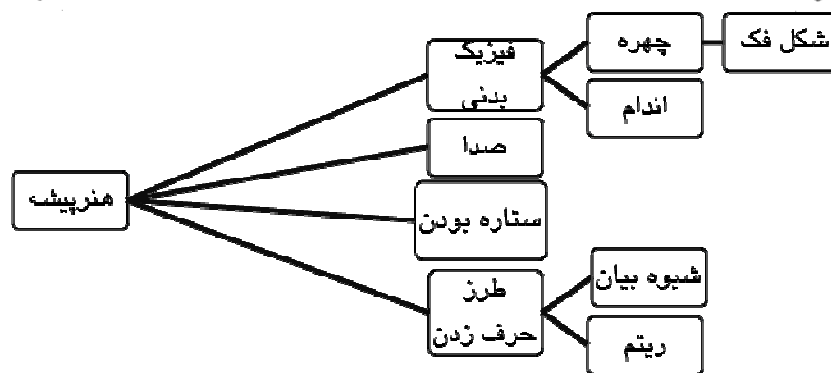 هنرپیشه
فیزیک
بدنی
چهره
شکل فک
اندام
صدا
ستاره بودن
طرز
حرف زدن
شیوه بیان
ریتم